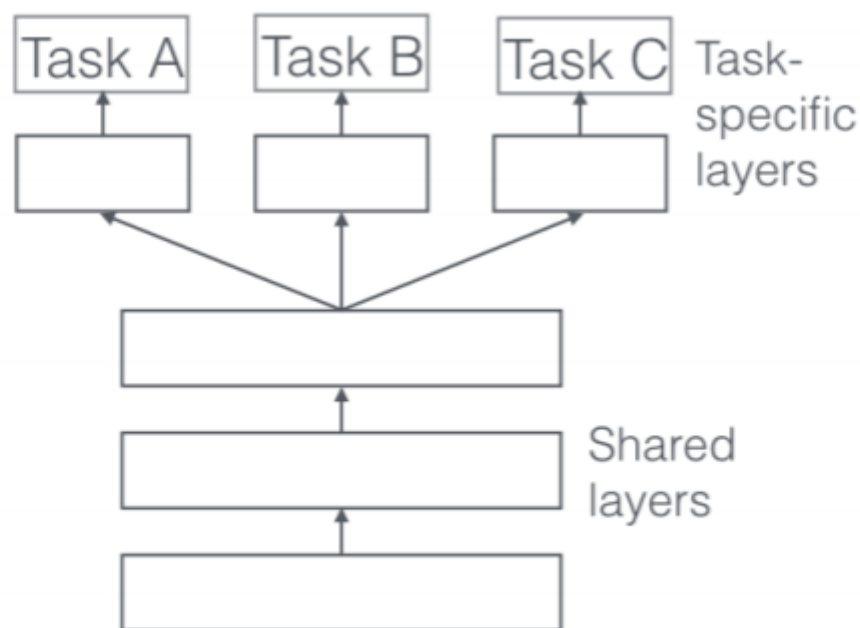 Task A
Task B
Task C
Task-
specific
layers
Shared
layers